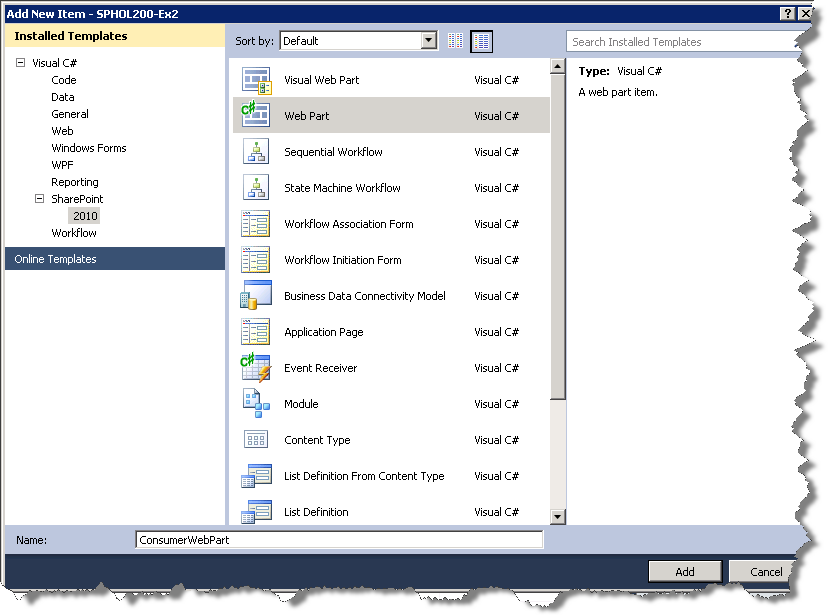 Add New Item - SPHOL200-Ex2
Installed Templates
Visual C#
Code
Data
General
Web
Windows Forms
WPF
Reporting
SharePoint
2010
Workflow
Online Templates
Sort by: Default
Search Installed Templates
Visual Web Part Visual C#
Web Part Visual C#
Sequential Workflow Visual C#
State Machine Workflow Visual C#
Workflow Association Form Visual C#
Workflow Initiation Form Visual C#
Business Data Connectivity Model Visual C#
Application Page Visual C#
Event Receiver Visual C#
Module Visual C#
Content Type Visual C#
List Definition From Content Type Visual C#
List Definition Visual C#
Type: Visual C#
A web part item.
Name: ConsumerWebPart
Add Cancel